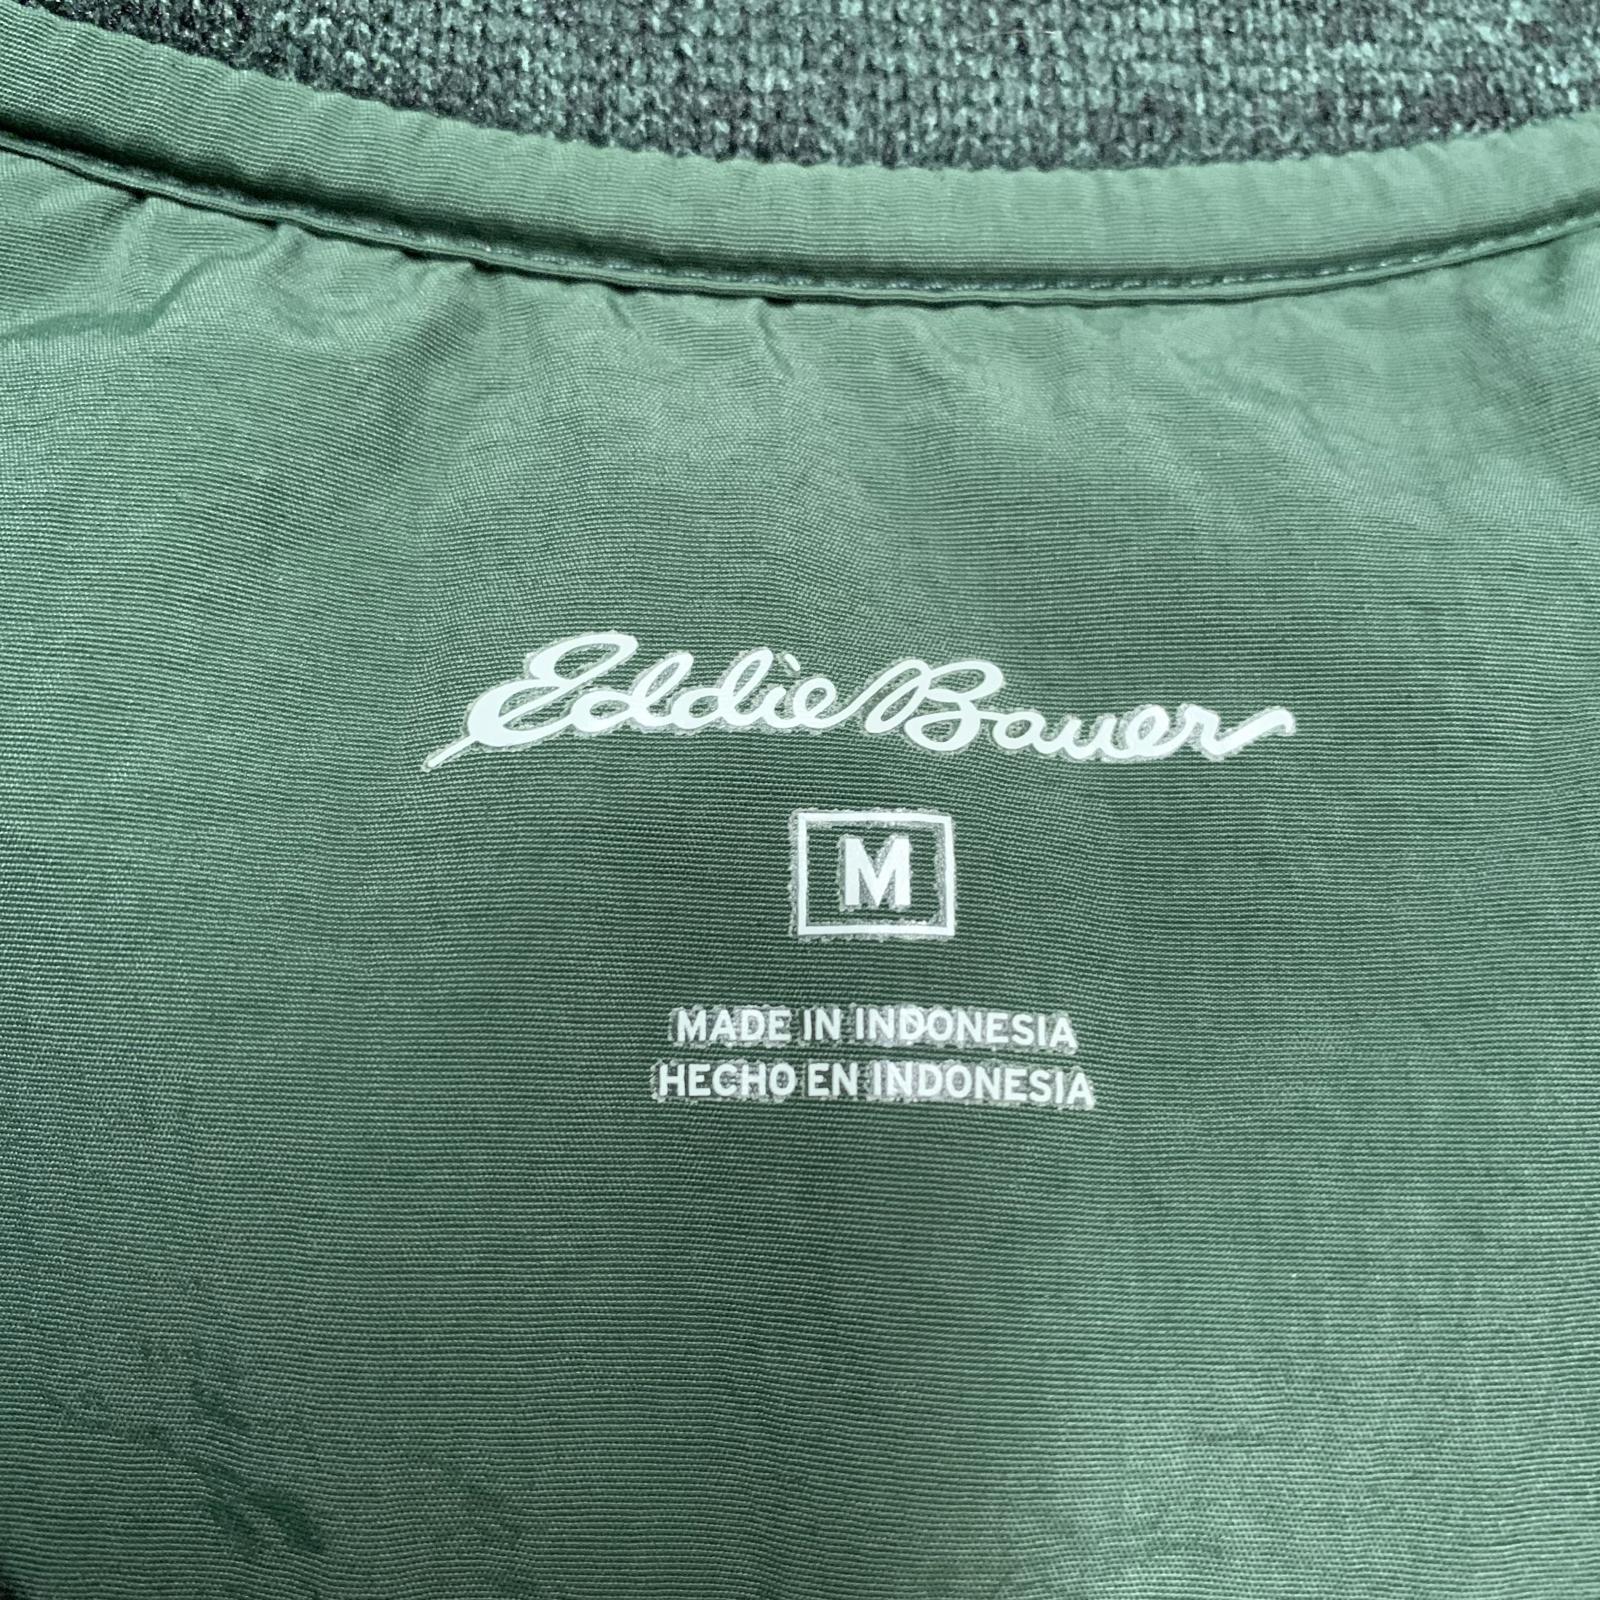 Eddie Bauer
M
MADE IN INDONESIA
HECHO EN INDONESIA